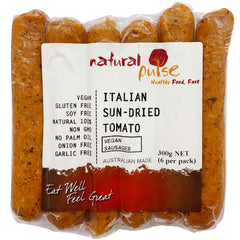 natural
pulse
Healthy Food, Fast
VEGAN
GLUTEN FREE
SOY FREE
NATURAL 100%
NON GMO
NO PALM OIL
ONION FREE
GARLIC FREE
ITALIAN
SUN-DRIED
TOMATO
VEGAN
SAUSAGES
300g NET
(6 per pack)
AUSTRALIAN MADE
Eat Well
Feel Great